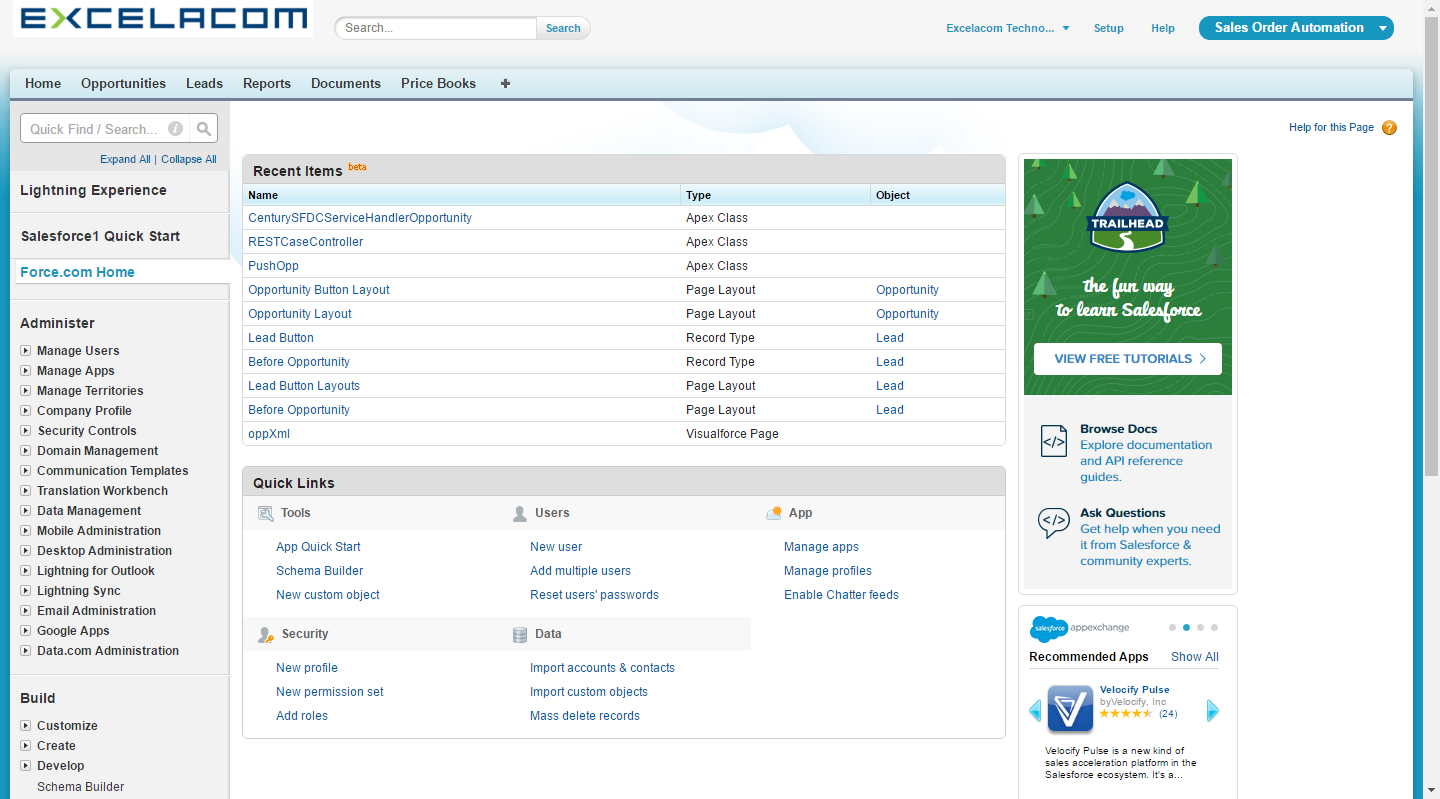 EXCELACOM
Search...
Search
Excelacom Techno...
Setup
Help
Sales Order Automation
Home
Opportunities
Leads
Reports
Documents
Price Books
Quick Find / Search...
Expand All | Collapse All
Lightning Experience
Salesforce1 Quick Start
Force.com Home
Administer
Manage Users
Manage Apps
Manage Territories
Company Profile
Security Controls
Domain Management
Communication Templates
Translation Workbench
Data Management
Mobile Administration
Desktop Administration
Lightning for Outlook
Lightning Sync
Email Administration
Google Apps
Data.com Administration
Build
Customize
Create
Develop
Schema Builder
Help for this Page ?
Recent Items beta
Name Type Object
CenturySFDCServiceHandlerOpportunity Apex Class
RESTCaseController Apex Class
PushOpp Apex Class
Opportunity Button Layout Page Layout Opportunity
Opportunity Layout Page Layout Opportunity
Lead Button Record Type Lead
Before Opportunity Record Type Lead
Lead Button Layouts Page Layout Lead
Before Opportunity Page Layout Lead
oppXml Visualforce Page
Quick Links
Tools
App Quick Start
Schema Builder
New custom object
Users
New user
Add multiple users
Reset users' passwords
App
Manage apps
Manage profiles
Enable Chatter feeds
Security
New profile
New permission set
Add roles
Data
Import accounts & contacts
Import custom objects
Mass delete records
TRAILHEAD
the fun way
to learn Salesforce
VIEW FREE TUTORIALS
Browse Docs
Explore documentation
and API reference
guides.
Ask Questions
Get help when you need
it from Salesforce &
community experts.
salesforce appexchange
Recommended Apps Show All
Velocify Pulse
byVelocify, Inc
(24)
Velocify Pulse is a new kind of
sales acceleration platform in the
Salesforce ecosystem. It's a...